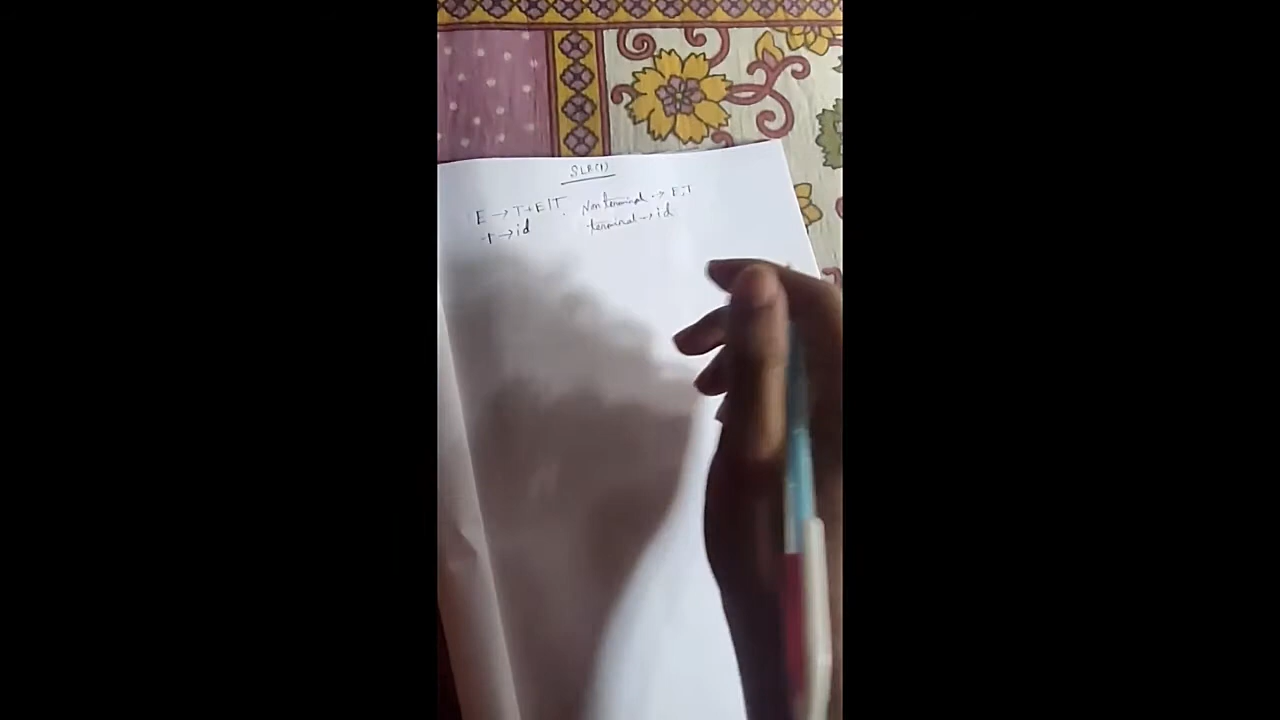 SLR(1)
E → T+E|T. Non terminal → E,T
T → id terminal → id